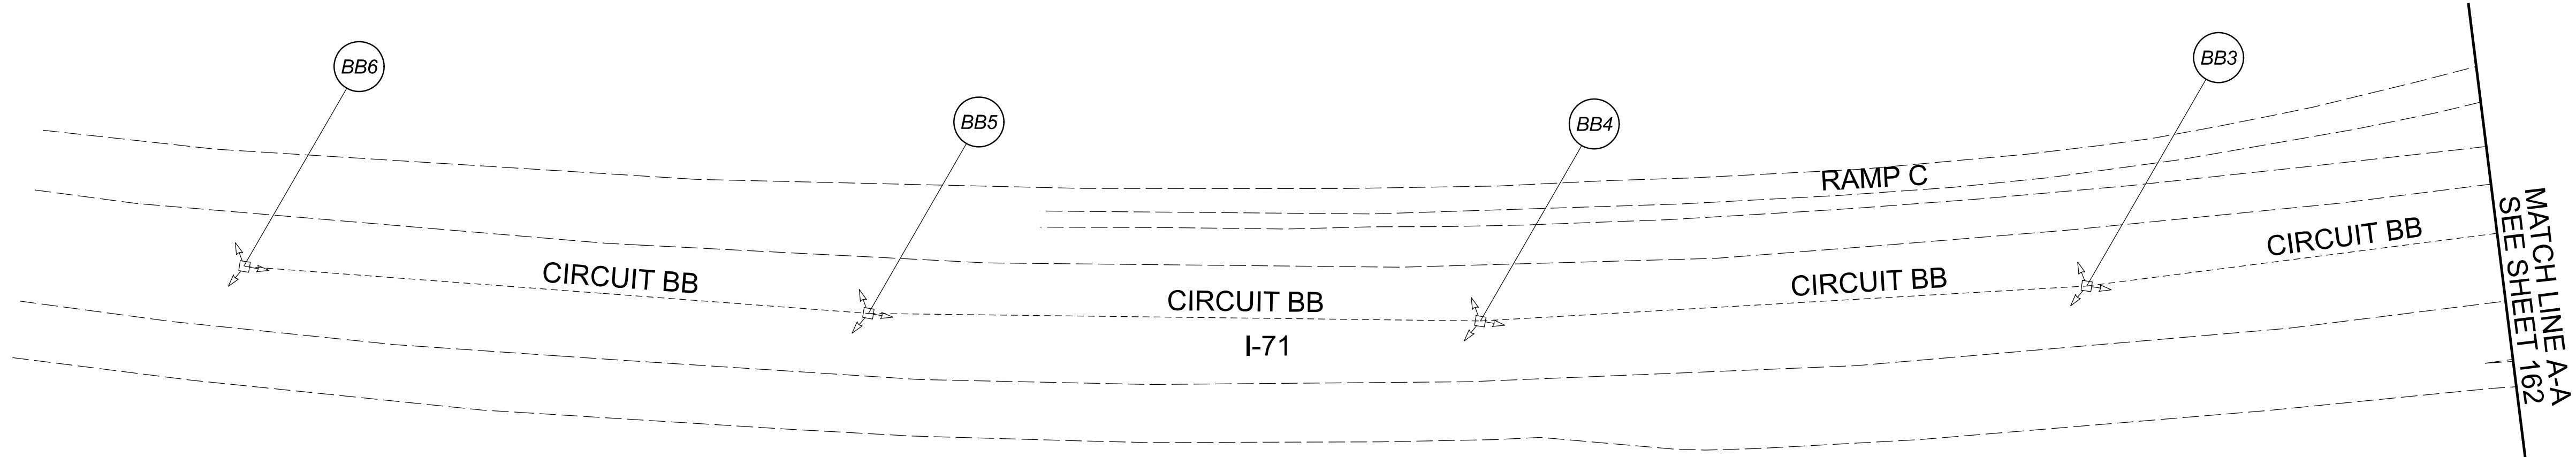 BB6
BB5
BB4
BB3
RAMP C
CIRCUIT BB
CIRCUIT BB
CIRCUIT BB
CIRCUIT BB
I-71
MATCH LINE A-A
SEE SHEET 162